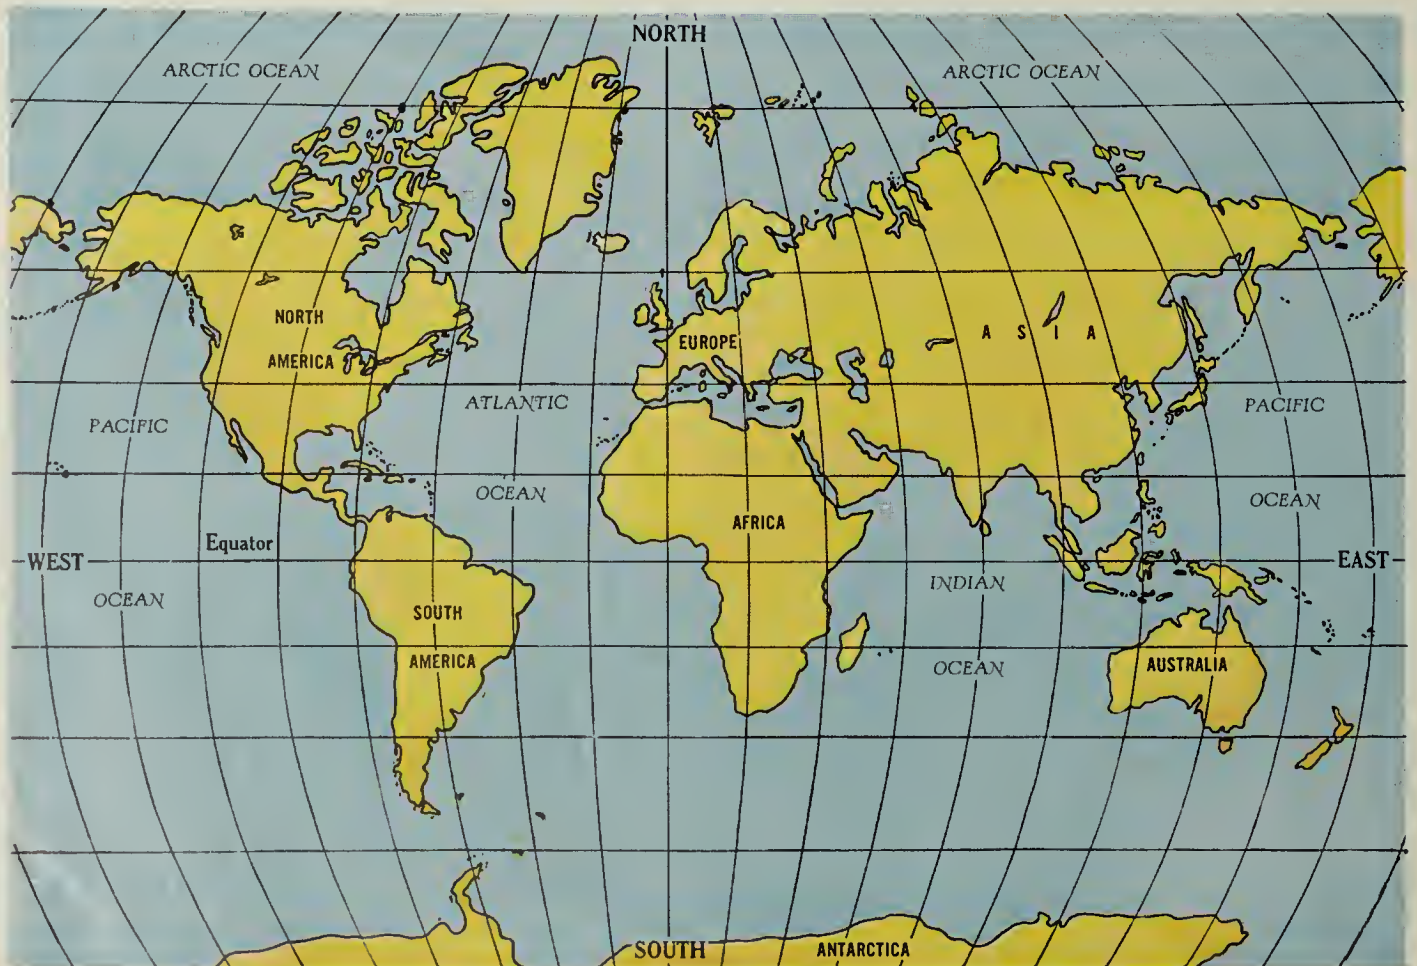 NORTH
ARCTIC OCEAN
ARCTIC OCEAN
NORTH
AMERICA
EUROPE
A S I A
ATLANTIC
PACIFIC
PACIFIC
OCEAN
OCEAN
AFRICA
Equator
WEST
EAST
INDIAN
OCEAN
SOUTH
AMERICA
OCEAN
AUSTRALIA
SOUTH
ANTARCTICA